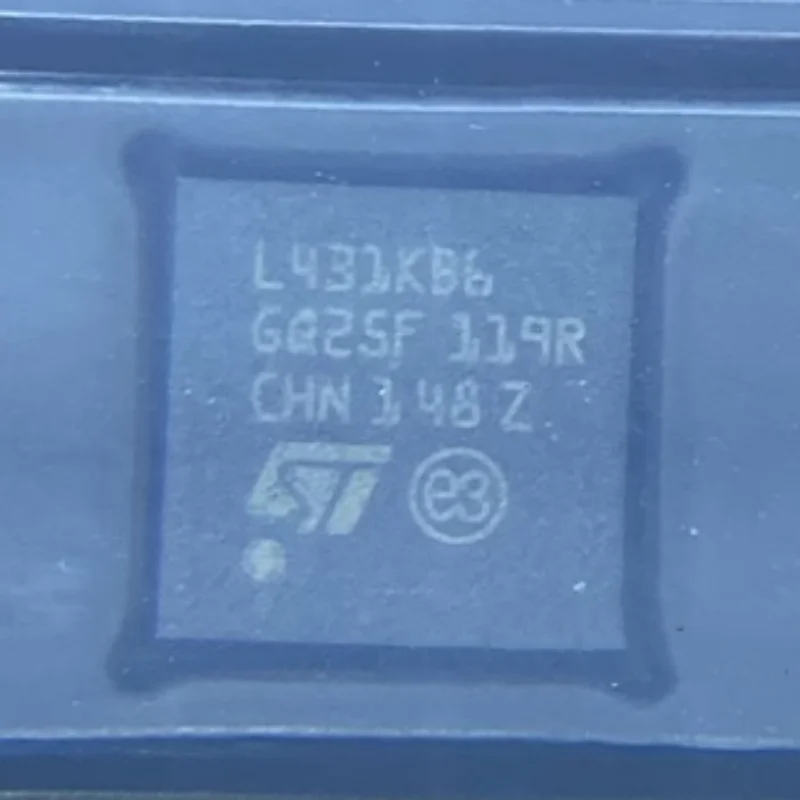 L431KB6
GQ2SF 119R
CHN 148 Z
ST e3